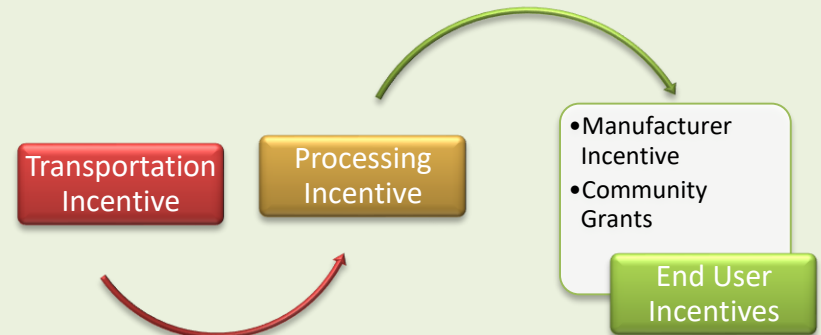 Transportation
Incentive
Processing
Incentive
•Manufacturer
Incentive
•Community
Grants
End User
Incentives